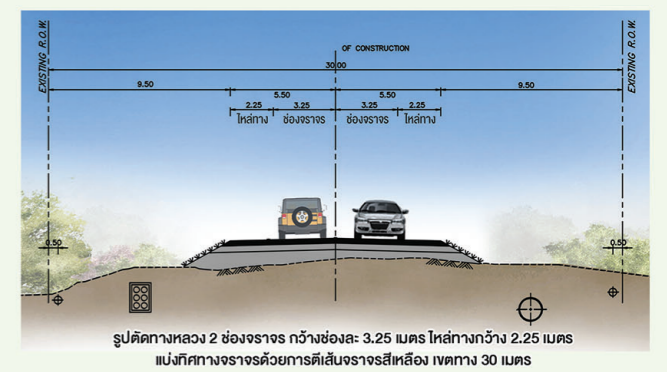 EXISTING R.O.W.
OF CONSTRUCTION
EXISTING R.O.W.
30.00
9.50
5.50
5.50
9.50
2.25
3.25
3.25
2.25
ไหล่ทาง
ช่องจราจร
ช่องจราจร
ไหล่ทาง
0.50
0.50
รูปตัดทางหลวง 2 ช่องจราจร กว้างช่องละ 3.25 เมตร ไหล่ทางกว้าง 2.25 เมตร
แบ่งทิศทางจราจรด้วยการตีเส้นจราจรสีเหลือง เขตทาง 30 เมตร